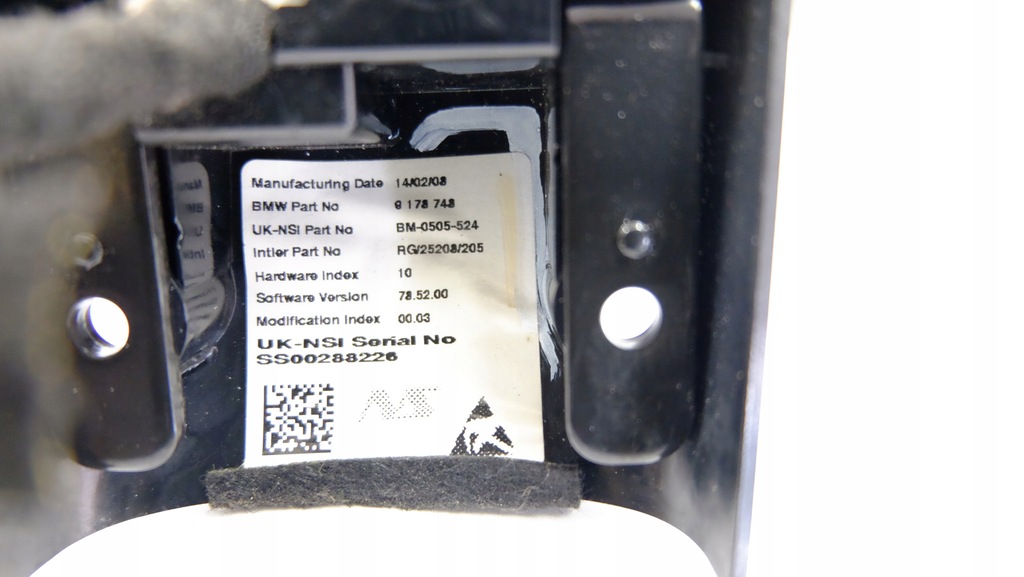 Manufacturing Date 14/02/08
BMW Part No 9 178 748
UK-NSI Part No BM-0505-524
Intier Part No RG/25208/205
Hardware Index 10
Software Version 78.52.00
Modification Index 00.03
UK-NSI Serial No
SS00288226
NS